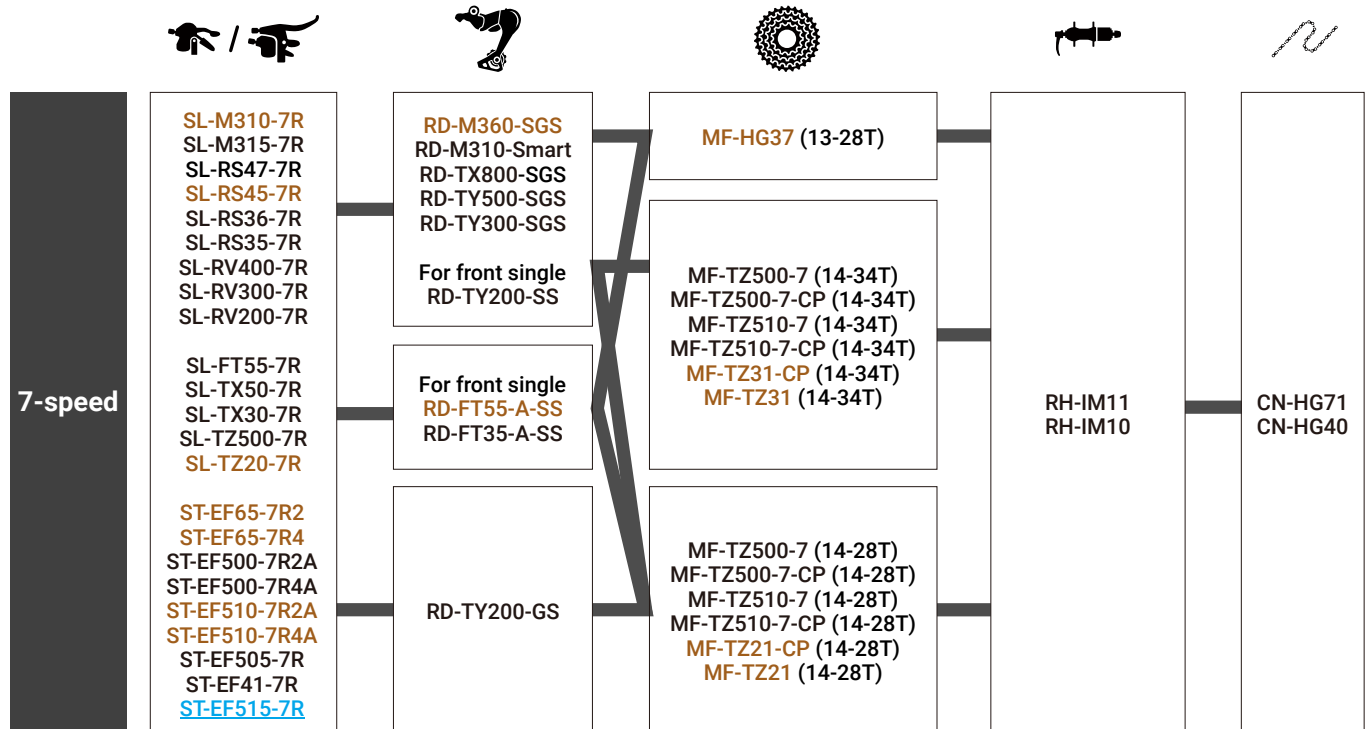 7-speed
SL-M310-7R
SL-M315-7R
SL-RS47-7R
SL-RS45-7R
SL-RS36-7R
SL-RS35-7R
SL-RV400-7R
SL-RV300-7R
SL-RV200-7R
SL-FT55-7R
SL-TX50-7R
SL-TX30-7R
SL-TZ500-7R
SL-TZ20-7R
ST-EF65-7R2
ST-EF65-7R4
ST-EF500-7R2A
ST-EF500-7R4A
ST-EF510-7R2A
ST-EF510-7R4A
ST-EF505-7R
ST-EF41-7R
ST-EF515-7R
RD-M360-SGS
RD-M310-Smart
RD-TX800-SGS
RD-TY500-SGS
RD-TY300-SGS
For front single
RD-TY200-SS
For front single
RD-FT55-A-SS
RD-FT35-A-SS
RD-TY200-GS
MF-HG37 (13-28T)
MF-TZ500-7 (14-34T)
MF-TZ500-7-CP (14-34T)
MF-TZ510-7 (14-34T)
MF-TZ510-7-CP (14-34T)
MF-TZ31-CP (14-34T)
MF-TZ31 (14-34T)
MF-TZ500-7 (14-28T)
MF-TZ500-7-CP (14-28T)
MF-TZ510-7 (14-28T)
MF-TZ510-7-CP (14-28T)
MF-TZ21-CP (14-28T)
MF-TZ21 (14-28T)
RH-IM11
RH-IM10
CN-HG71
CN-HG40